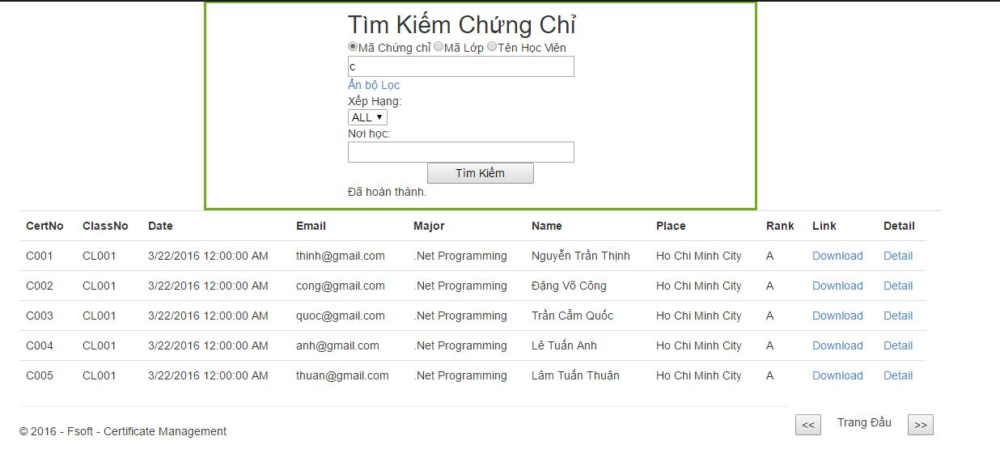 Tìm Kiếm Chứng Chỉ
Mã Chứng chỉ Mã Lớp Tên Học Viên
c
Ẩn bộ Lọc
Xếp Hạng:
ALL ▼
Nơi học:
Tìm Kiếm
Đã hoàn thành.
CertNo ClassNo Date Email Major Name Place Rank Link Detail
C001 CL001 3/22/2016 12:00:00 AM thinh@gmail.com .Net Programming Nguyễn Trần Thịnh Ho Chi Minh City A Download Detail
C002 CL001 3/22/2016 12:00:00 AM cong@gmail.com .Net Programming Đặng Võ Công Ho Chi Minh City A Download Detail
C003 CL001 3/22/2016 12:00:00 AM quoc@gmail.com .Net Programming Trần Cẩm Quốc Ho Chi Minh City A Download Detail
C004 CL001 3/22/2016 12:00:00 AM anh@gmail.com .Net Programming Lê Tuấn Anh Ho Chi Minh City A Download Detail
C005 CL001 3/22/2016 12:00:00 AM thuan@gmail.com .Net Programming Lâm Tuấn Thuận Ho Chi Minh City A Download Detail
<< Trang Đầu >>
© 2016 - Fsoft - Certificate Management